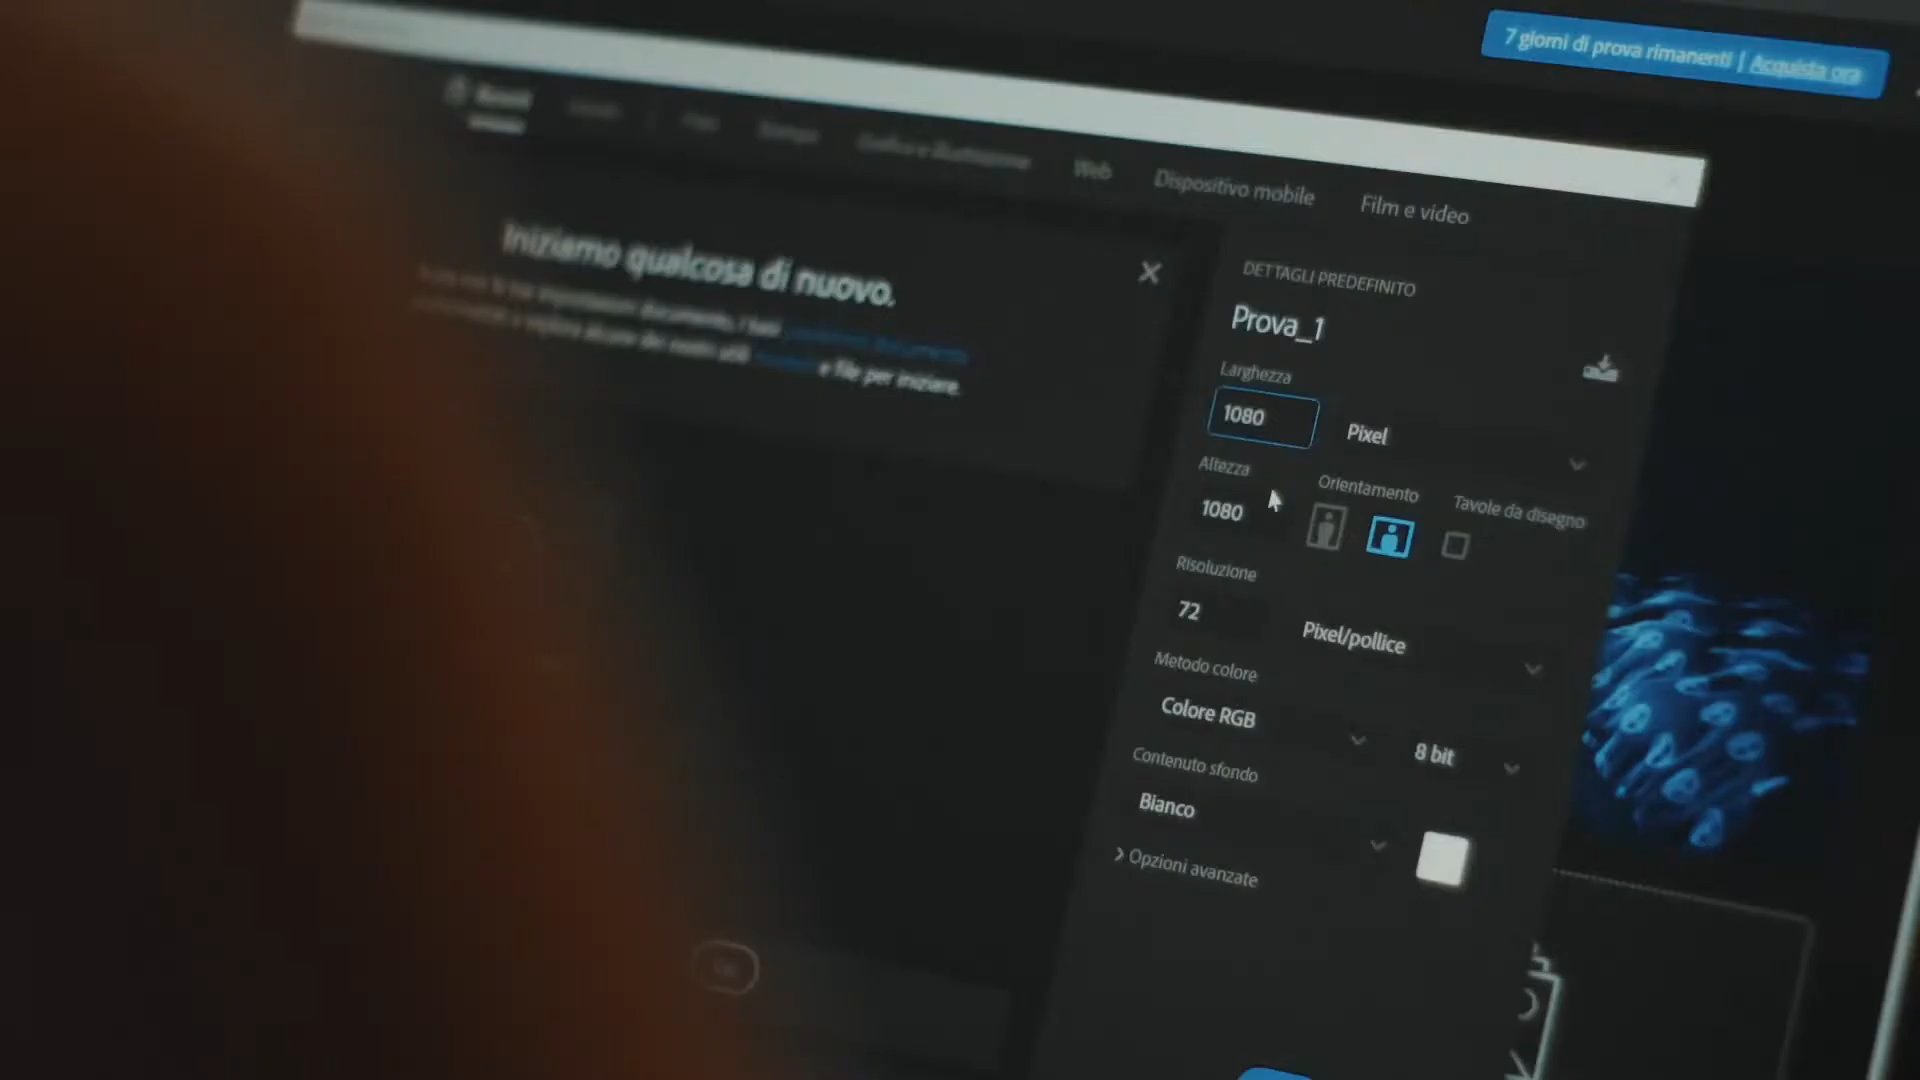 7 giorni di prova rimanenti | Acquista ora
Grafica e illustrazione Web Dispositivo mobile Film e video
Iniziamo qualcosa di nuovo.
e file per iniziare.
DETTAGLI PREDEFINITO
Prova_1
Larghezza
1080 Pixel
Altezza Orientamento Tavole da disegno
1080
Risoluzione
72 Pixel/pollice
Metodo colore
Colore RGB 8 bit
Contenuto sfondo
Bianco
Opzioni avanzate